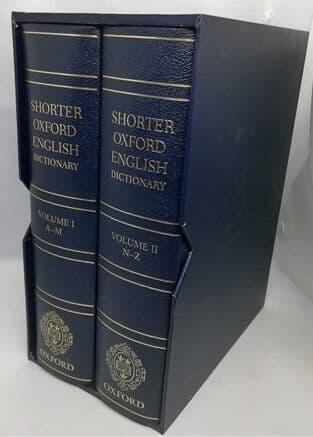 SHORTER
OXFORD
ENGLISH
DICTIONARY
VOLUME I
A–M
OXFORD
SHORTER
OXFORD
ENGLISH
DICTIONARY
VOLUME II
N–Z
OXFORD